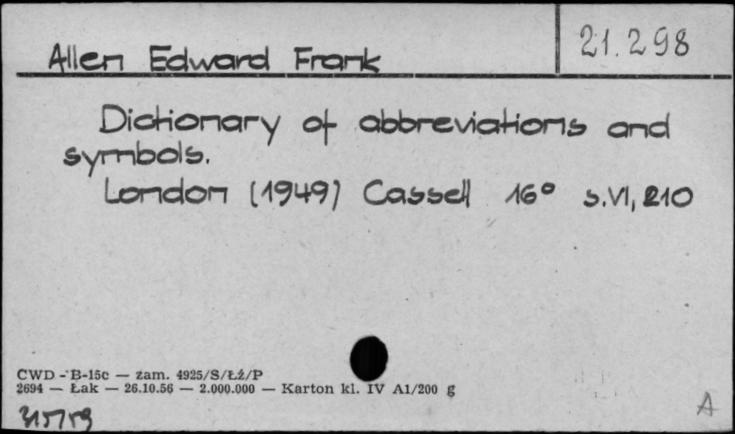 Allen Edward Frank
21.298
Dictionary of abbreviations and
symbols.
London (1949) Cassell 16° s.VI, 210
CWD - B-15c — zam. 4925/S/Łź/P
2694 — Łak — 26.10.56 — 2.000.000 — Karton kl. IV A1/200 g
A